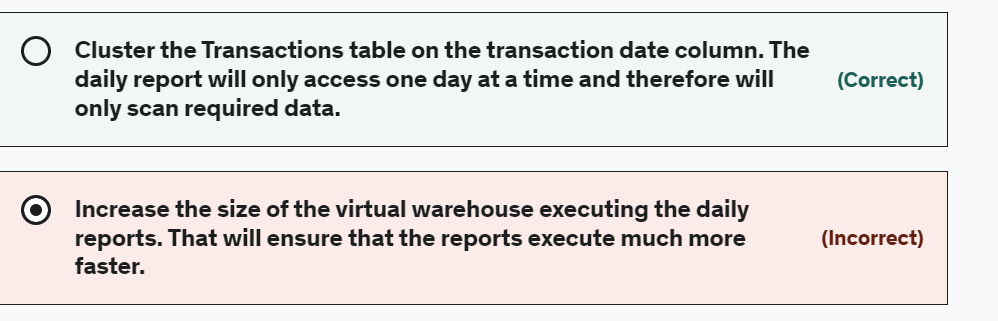 Cluster the Transactions table on the transaction date column. The
daily report will only access one day at a time and therefore will
(Correct)
only scan required data.
Increase the size of the virtual warehouse executing the daily
reports. That will ensure that the reports execute much more
(Incorrect)
faster.